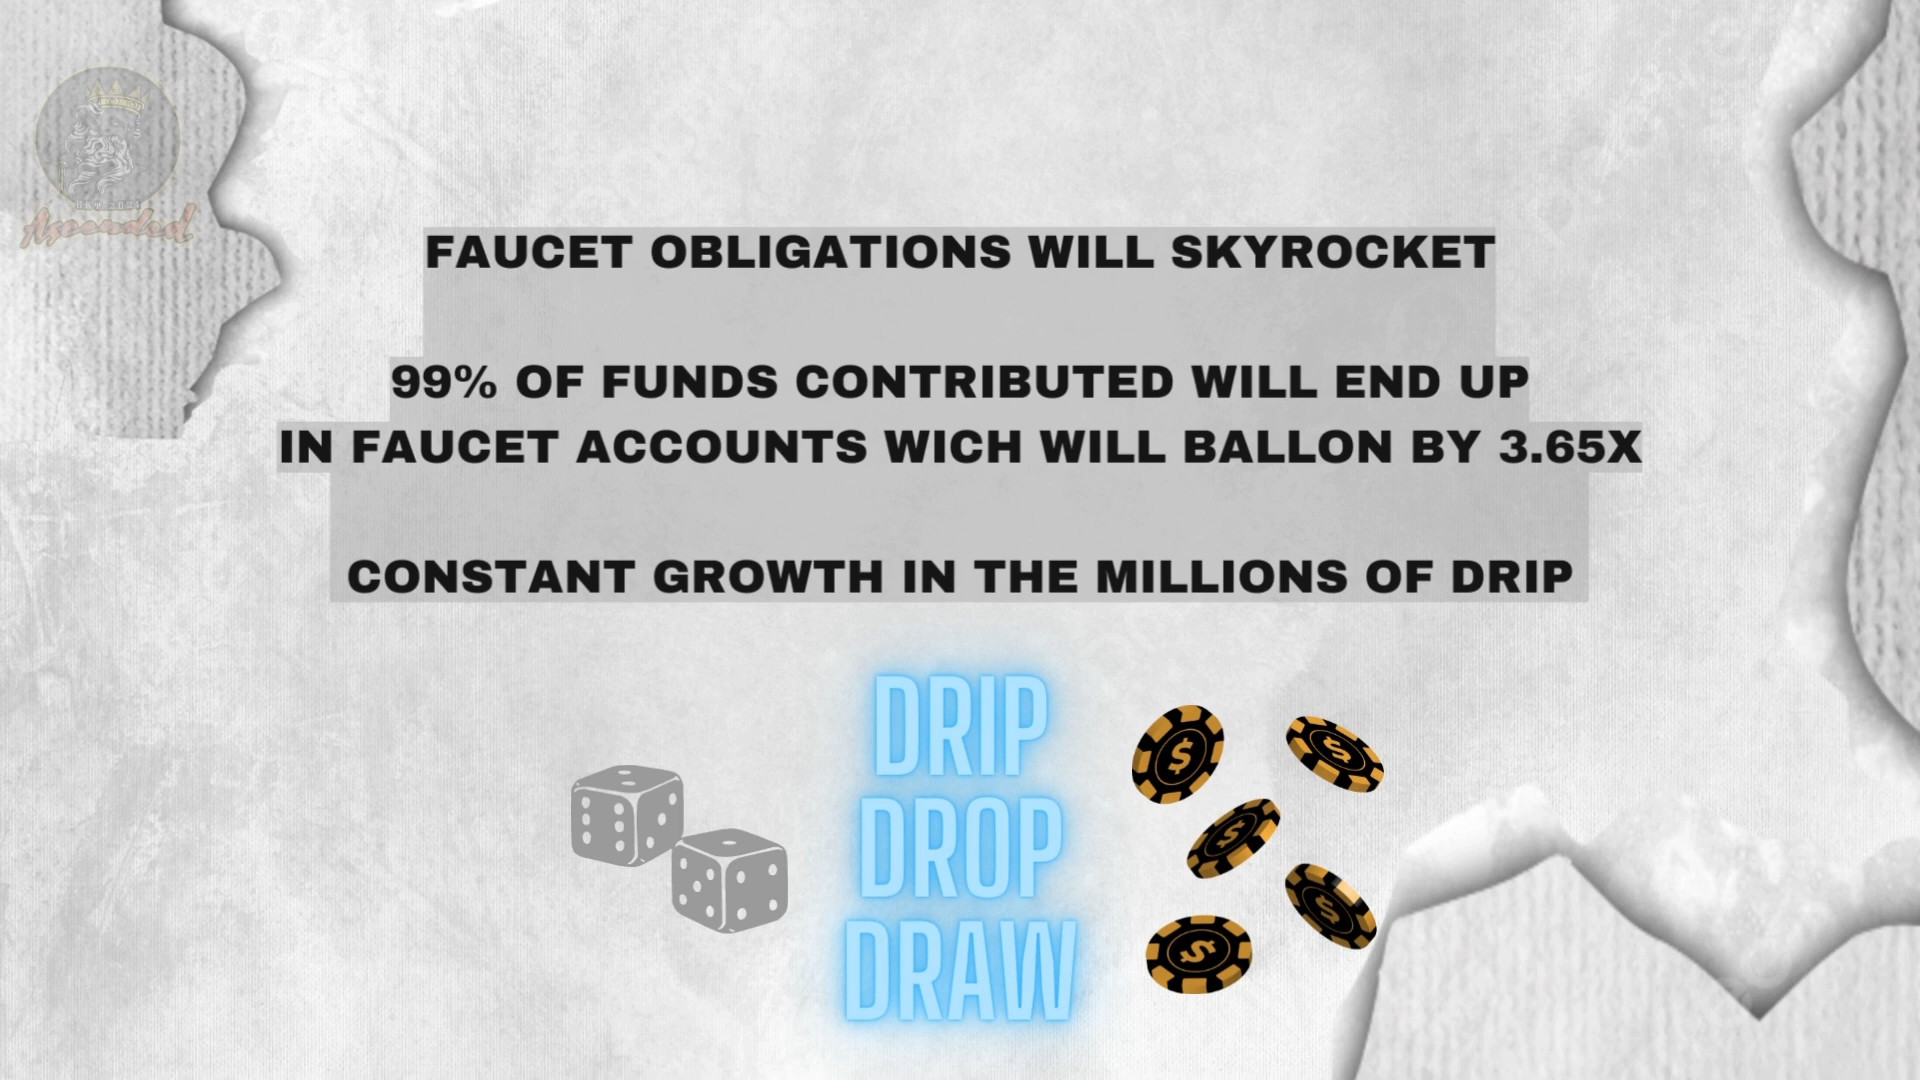 Ascended
FAUCET OBLIGATIONS WILL SKYROCKET
99% OF FUNDS CONTRIBUTED WILL END UP
IN FAUCET ACCOUNTS WICH WILL BALLON BY 3.65X
CONSTANT GROWTH IN THE MILLIONS OF DRIP
DRIP
DROP
DRAW
$
$
$
$
$